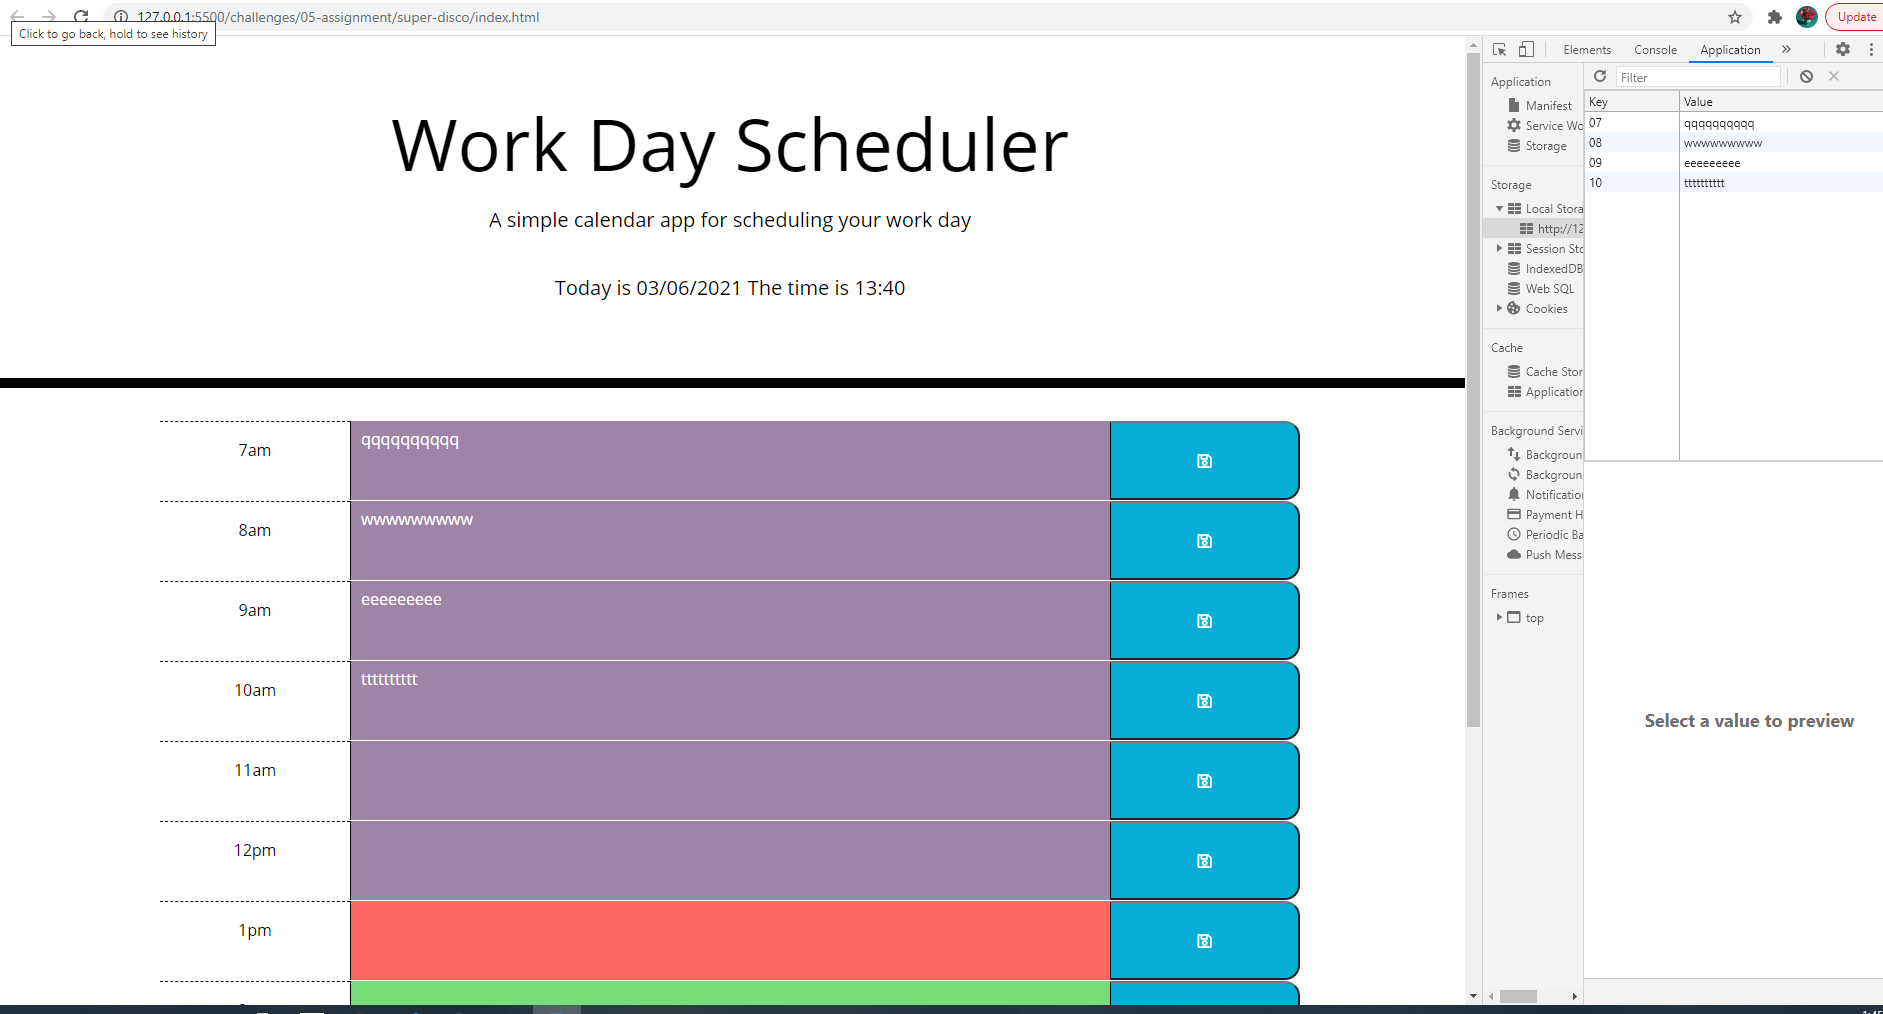 127.0.0.1:5500/challenges/05-assignment/super-disco/index.html
Update
Click to go back, hold to see history
Work Day Scheduler
A simple calendar app for scheduling your work day
Today is 03/06/2021 The time is 13:40
7am
qqqqqqqqqq
8am
wwwwwwwww
9am
eeeeeeeee
10am
tttttttttt
11am
12pm
1pm
Elements
Console
Application
Application
Manifest
Service Wo
Storage
Storage
Local Stora
http://12
Session Sto
IndexedDB
Web SQL
Cookies
Cache
Cache Stor
Application
Background Servi
Backgroun
Backgroun
Notification
Payment H
Periodic Ba
Push Mess
Frames
top
Filter
Key Value
07 qqqqqqqqqq
08 wwwwwwwww
09 eeeeeeeee
10 tttttttttt
Select a value to preview